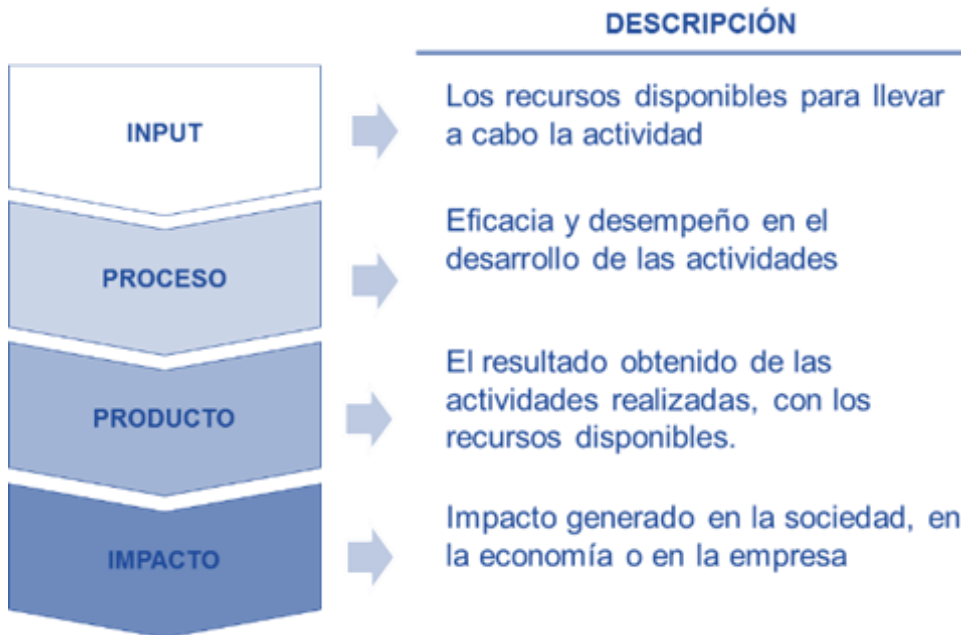 DESCRIPCIÓN
INPUT
Los recursos disponibles para llevar
a cabo la actividad
PROCESO
Eficacia y desempeño en el
desarrollo de las actividades
PRODUCTO
El resultado obtenido de las
actividades realizadas, con los
recursos disponibles.
IMPACTO
Impacto generado en la sociedad, en
la economía o en la empresa